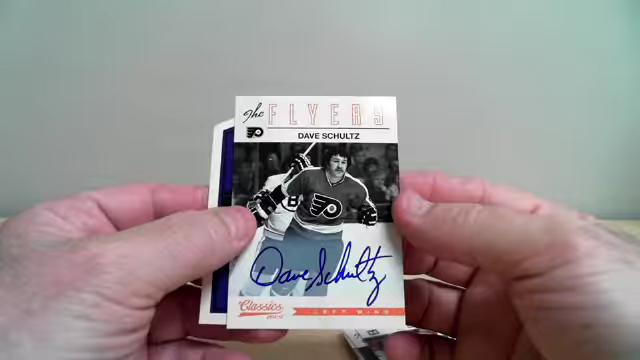 The FLYERS
DAVE SCHULTZ
Dave Schultz
Classics
LEFT WING